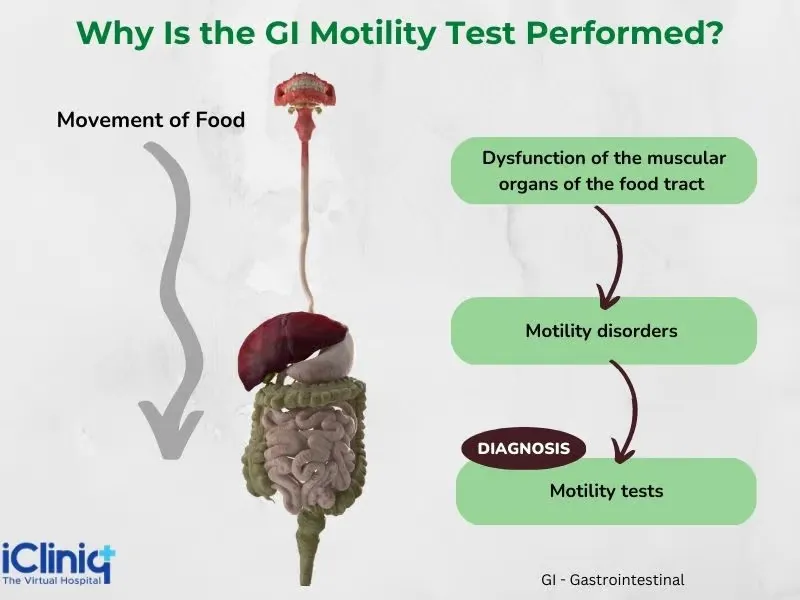 Why Is the GI Motility Test Performed?
Movement of Food
Dysfunction of the muscular
organs of the food tract
Motility disorders
DIAGNOSIS
Motility tests
iCliniq
The Virtual Hospital
GI - Gastrointestinal